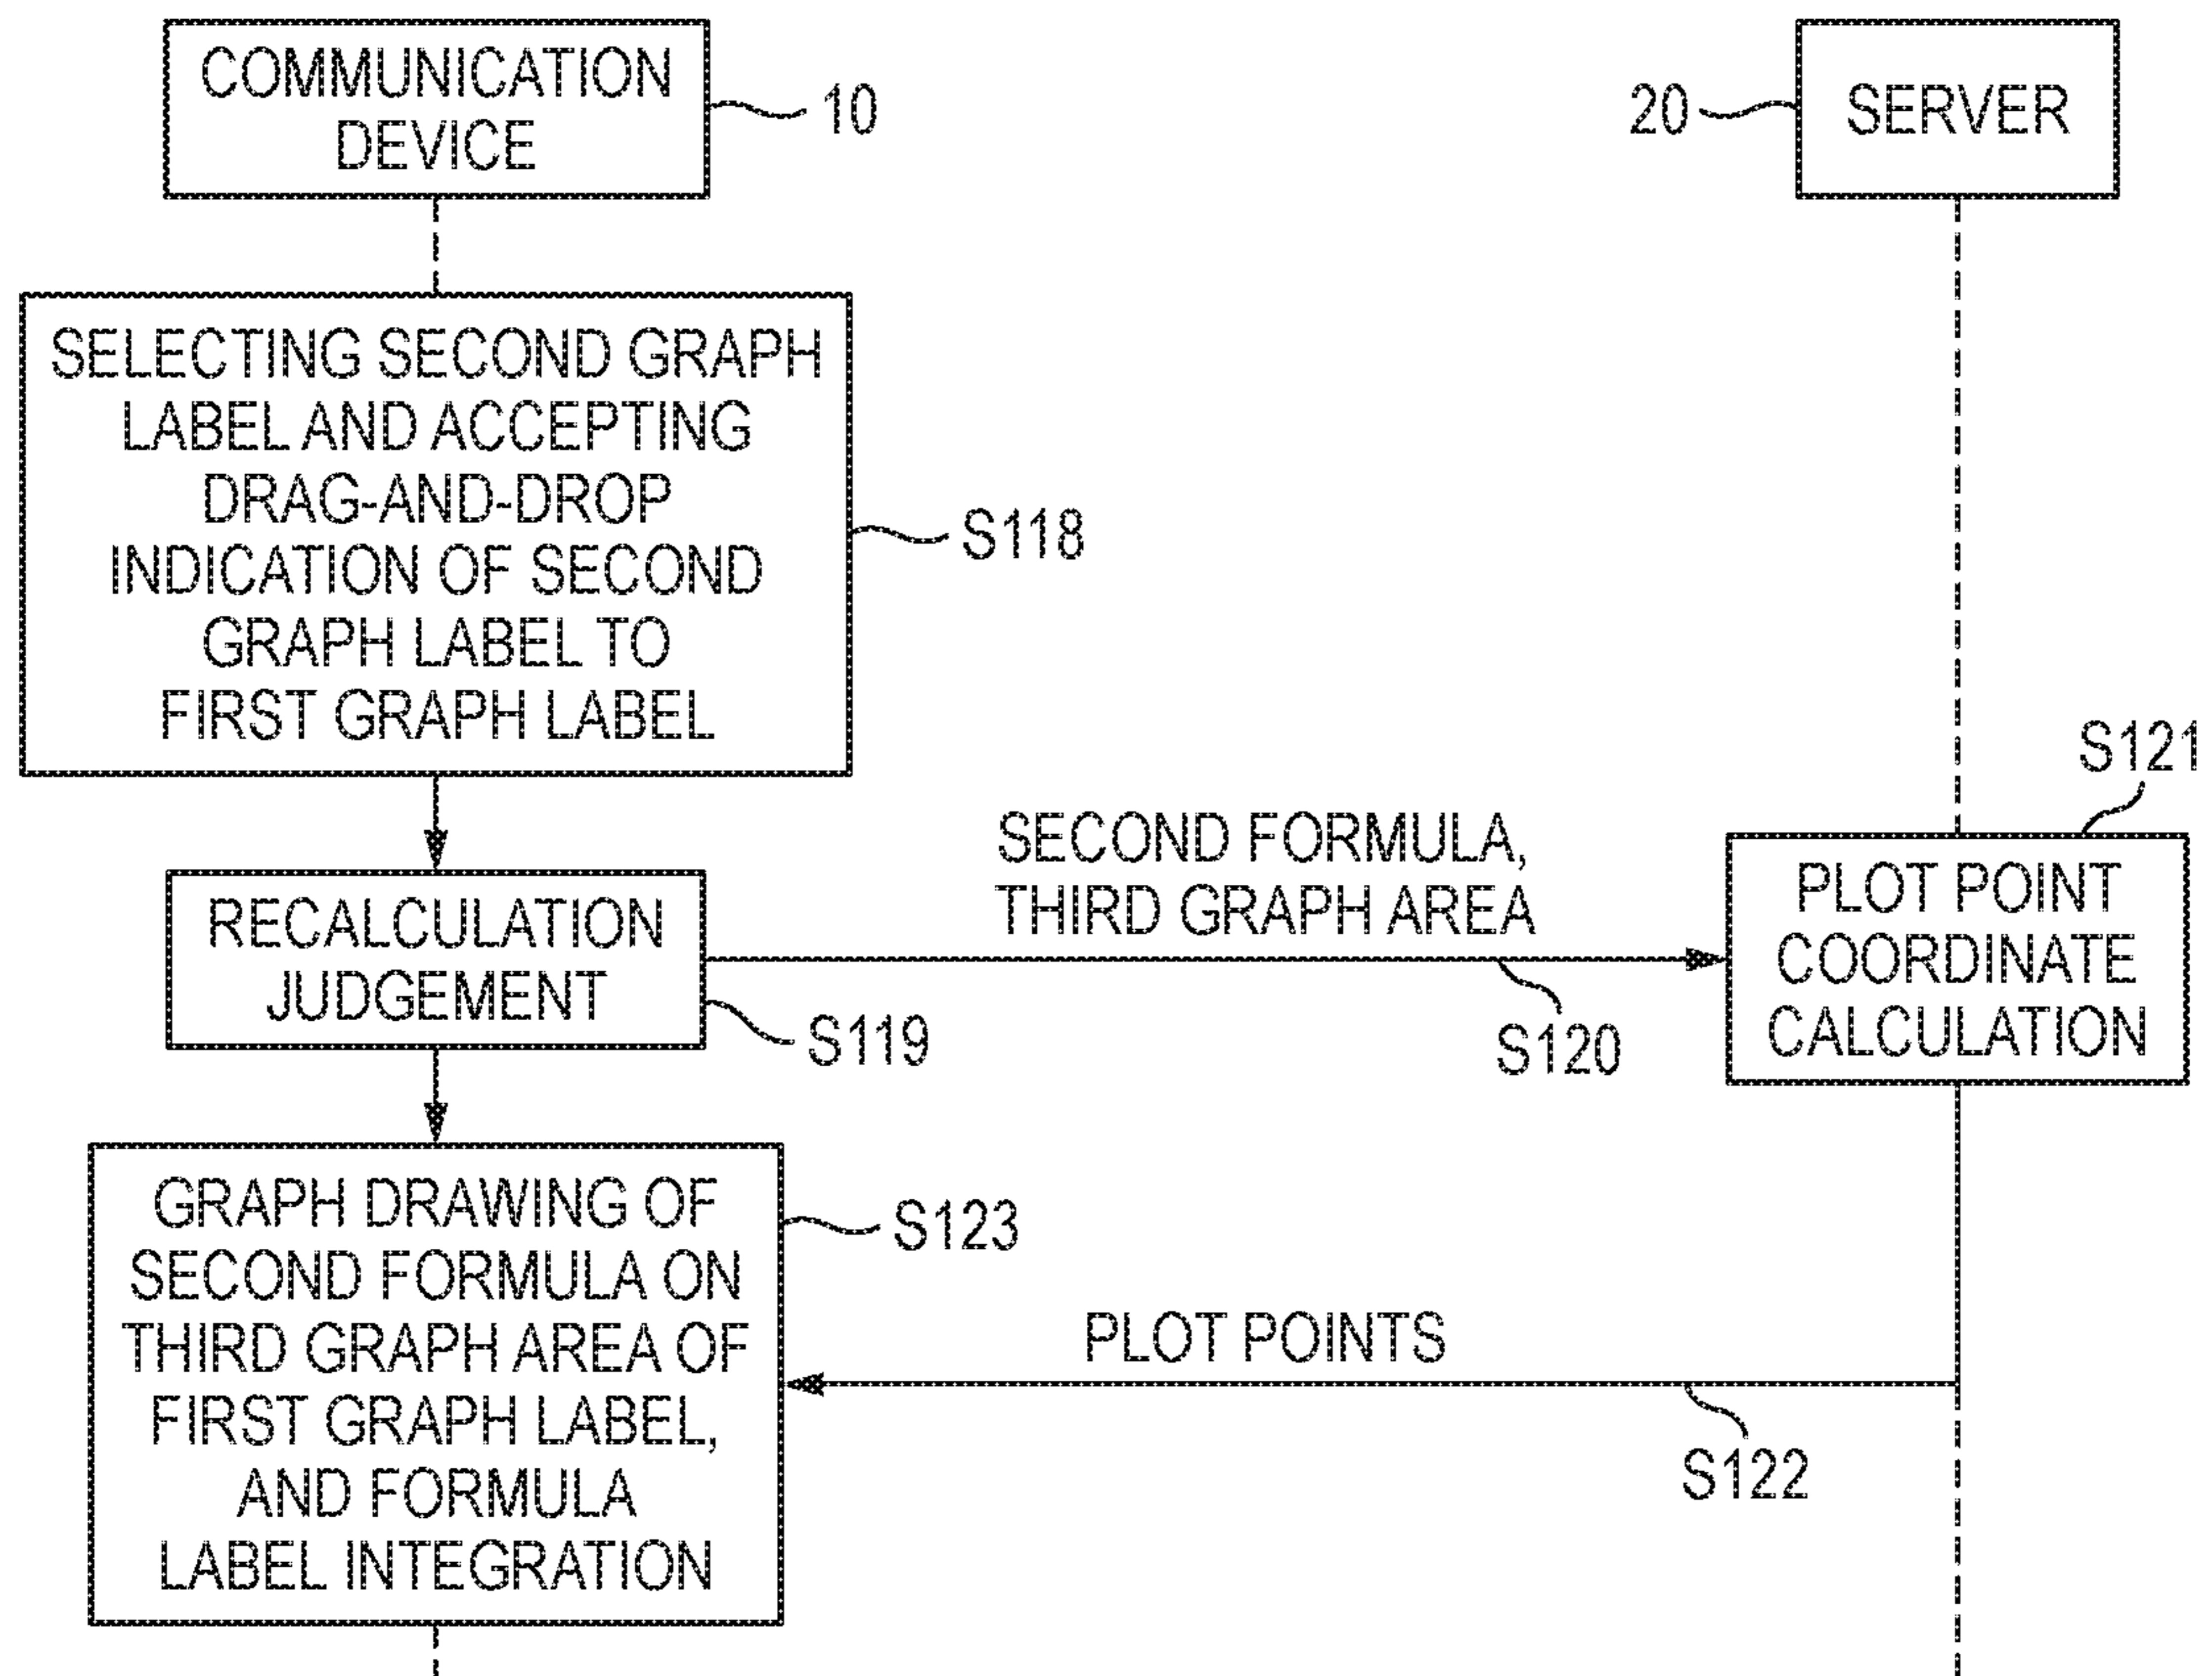 COMMUNICATION
DEVICE
10
20
SERVER
SELECTING SECOND GRAPH
LABEL AND ACCEPTING
DRAG-AND-DROP
INDICATION OF SECOND
GRAPH LABEL TO
FIRST GRAPH LABEL
S118
RECALCULATION
JUDGEMENT
S119
SECOND FORMULA,
THIRD GRAPH AREA
S120
S121
PLOT POINT
COORDINATE
CALCULATION
GRAPH DRAWING OF
SECOND FORMULA ON
THIRD GRAPH AREA OF
FIRST GRAPH LABEL,
AND FORMULA
LABEL INTEGRATION
S123
PLOT POINTS
S122